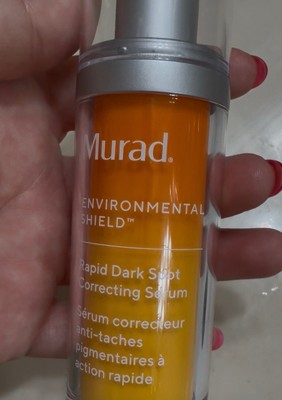 Murad®
ENVIRONMENTAL
SHIELD™
Rapid Dark Spot
Correcting Serum
Sérum correcteur
anti-taches
pigmentaires à
action rapide